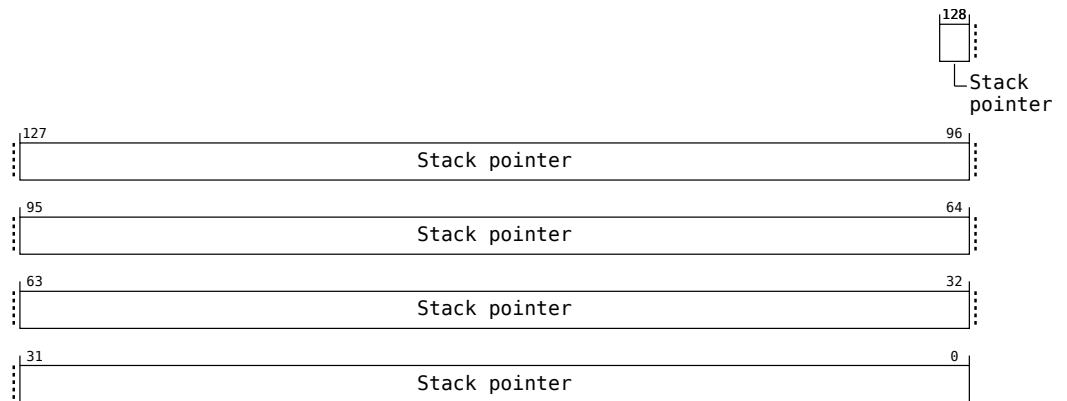 128
Stack
pointer
127 96
Stack pointer
95 64
Stack pointer
63 32
Stack pointer
31 0
Stack pointer